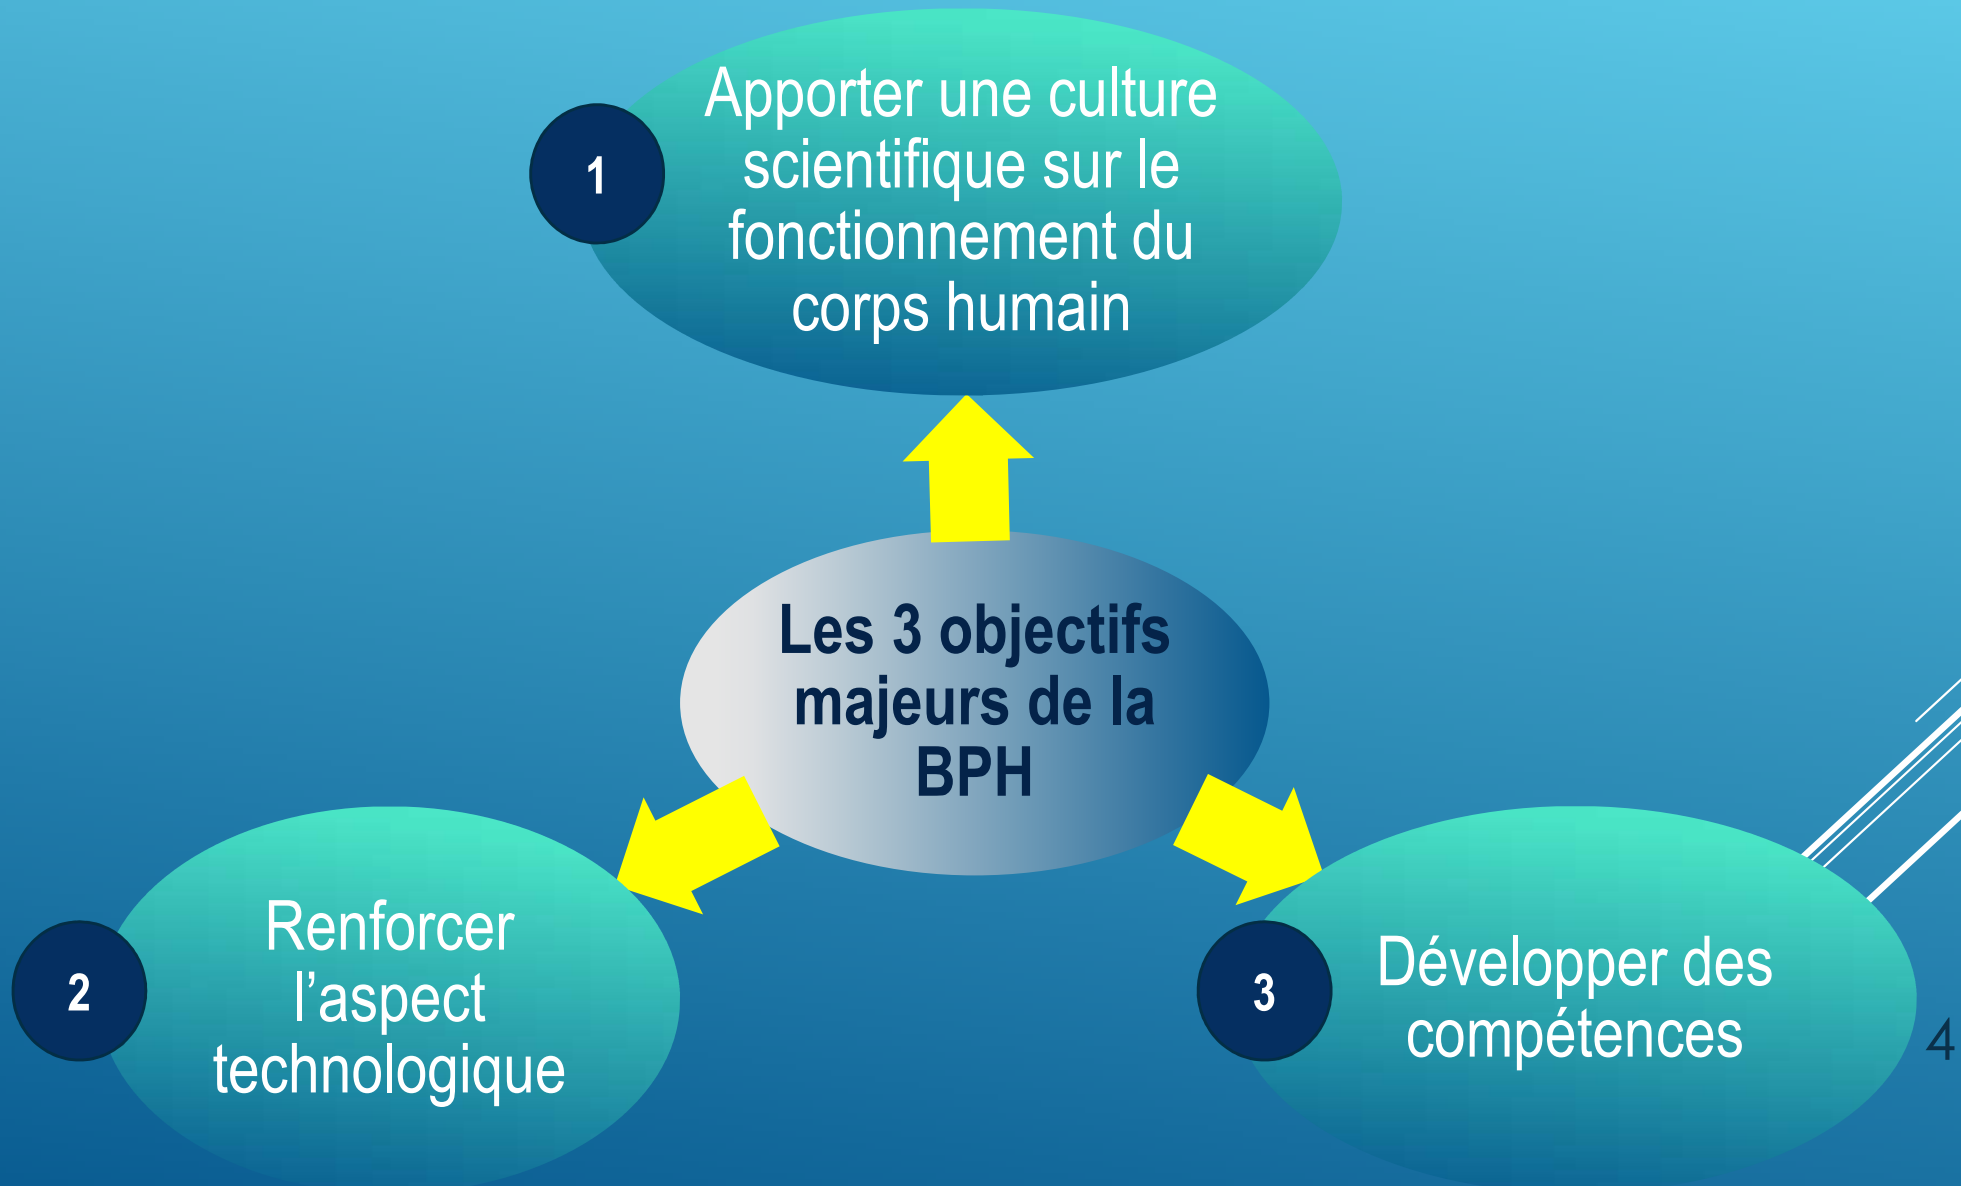 1
Apporter une culture
scientifique sur le
fonctionnement du
corps humain
Les 3 objectifs
majeurs de la
BPH
2
Renforcer
l’aspect
technologique
3
Développer des
compétences
4